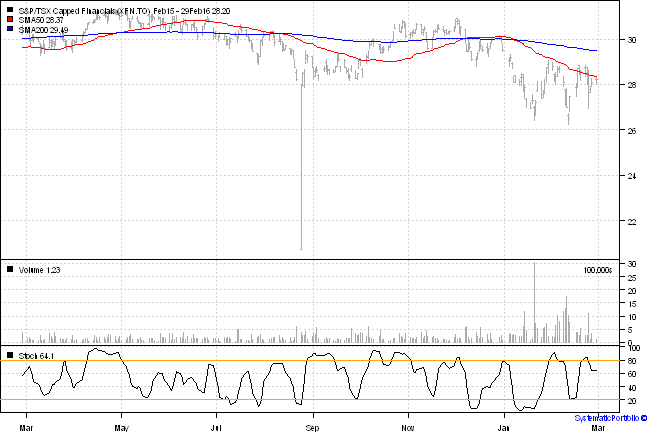 S&P/TSX Capped Financials (XFN.TO) Feb15 - 29Feb16 28.20
SMA50 28.37
SMA200 29.49
30
28
26
24
22
Volume 1.23
100,000s
30
25
20
15
10
5
0
Stoch 64.1
100
80
60
40
20
Mar May Jul Sep Nov Jan Mar
SystematicPortfolio ©